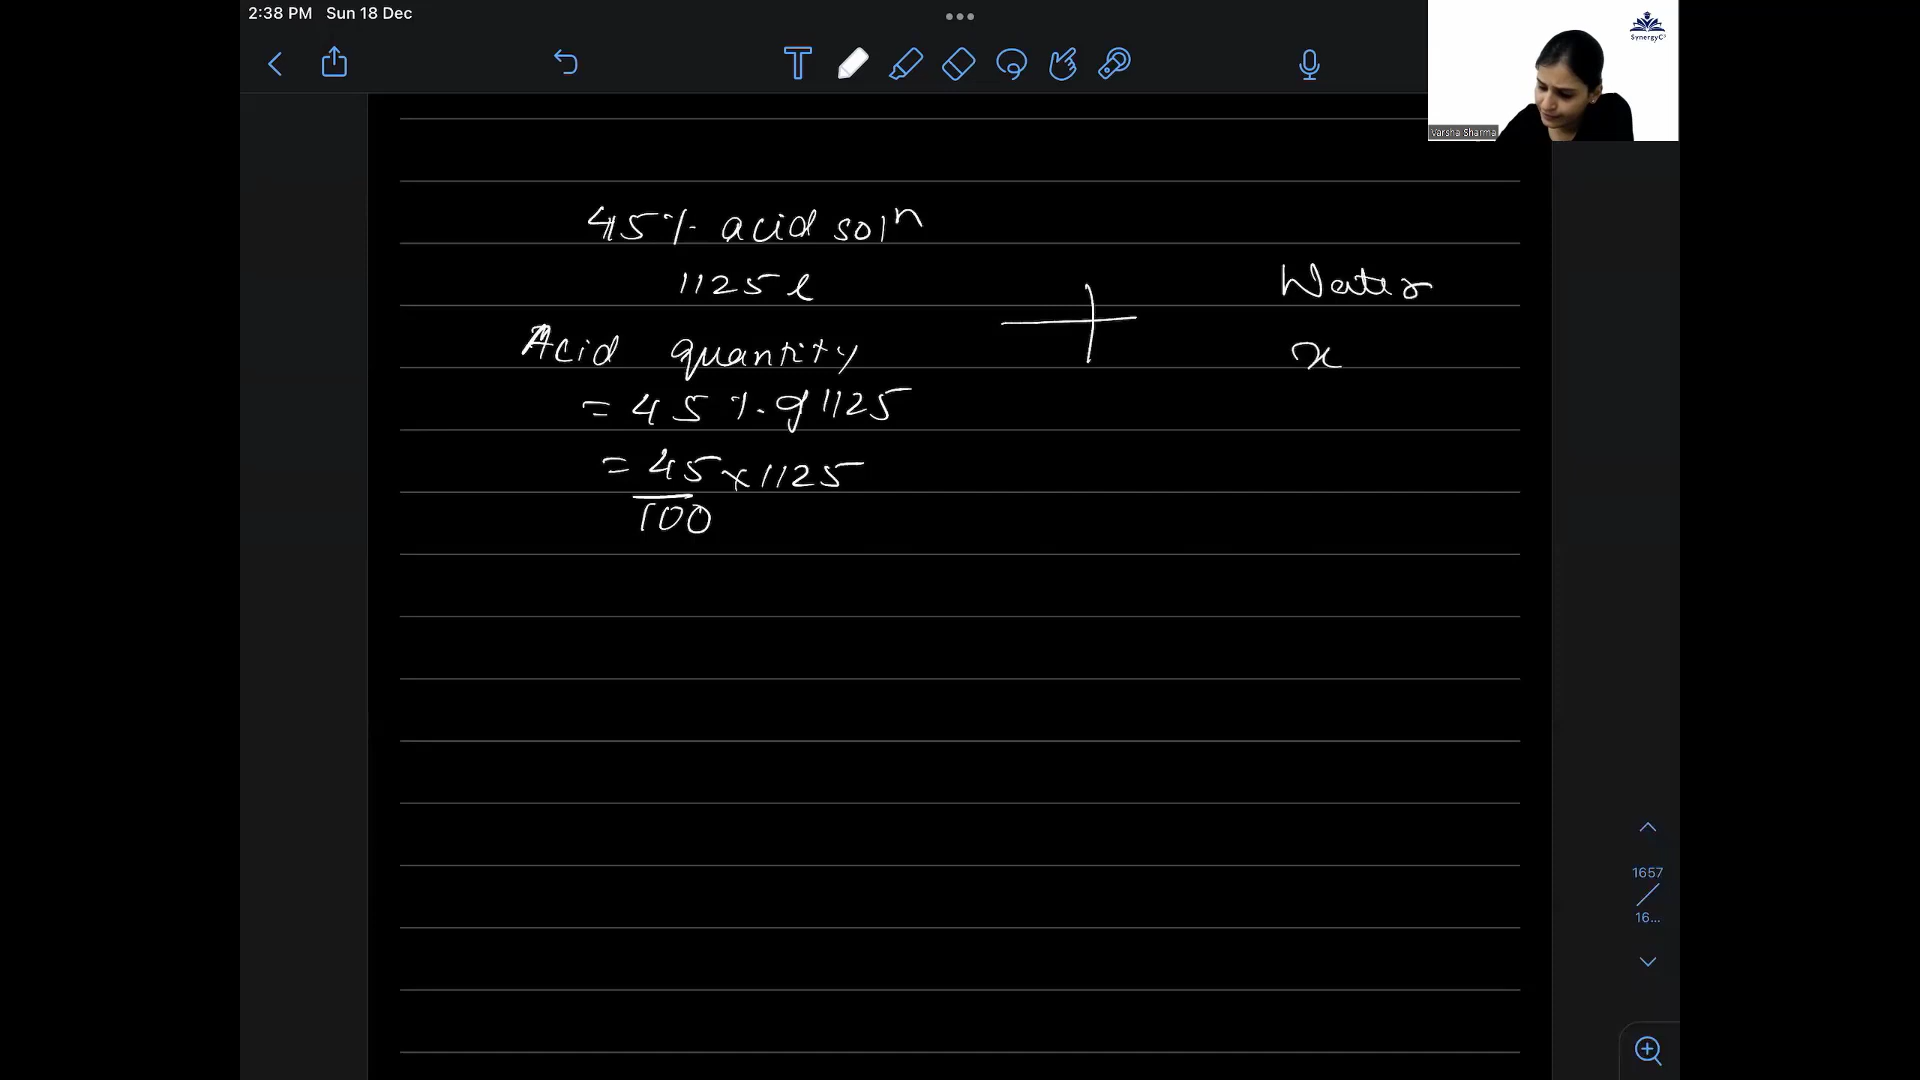 2:38 PM Sun 18 Dec
SynergyC²
Varsha Sharma
45% acid solⁿ
1125 l
+
Water
x
Acid quantity
= 45 % of 1125
= 45 x 1125
100
1657
16...